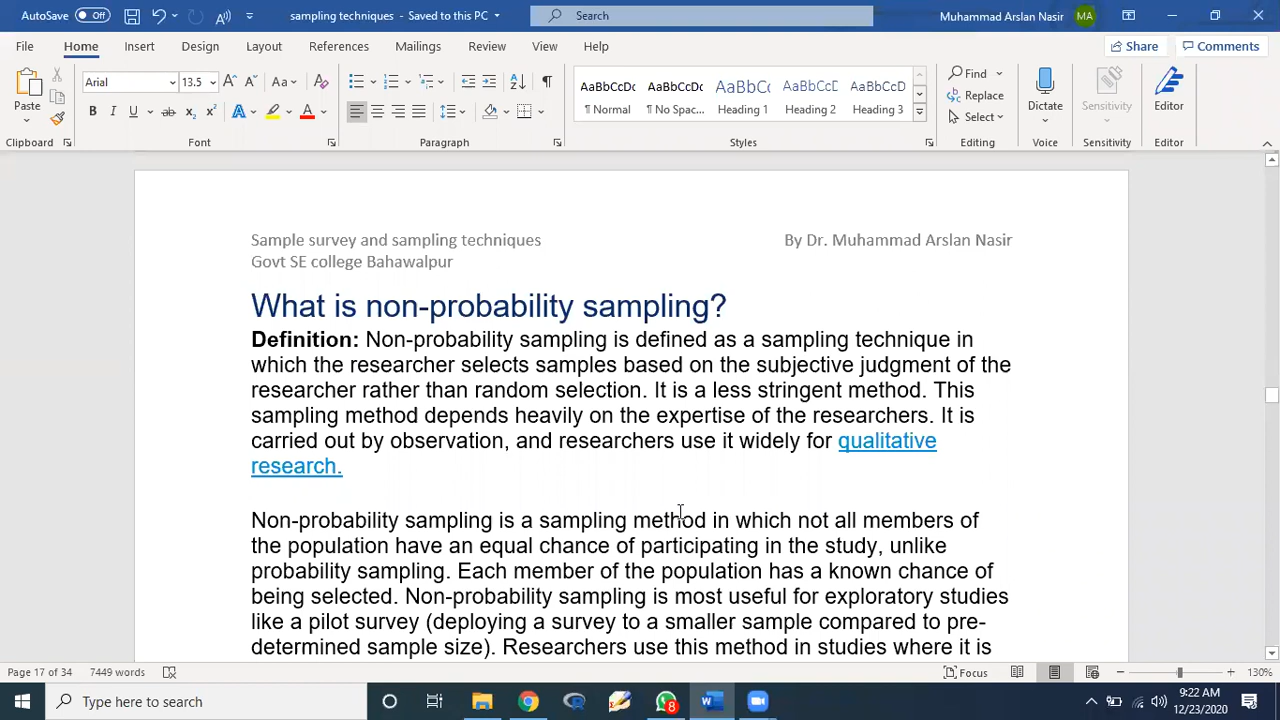 AutoSave Off sampling techniques - Saved to this PC Search Muhammad Arslan Nasir MA
File Home Insert Design Layout References Mailings Review View Help Share Comments
Paste Arial 13.5 A A Aa A
B I U ab x₂ x² A A
AaBbCcDc AaBbCcDc AaBbCc AaBbCcD AaBbCcD
¶ Normal ¶ No Spac... Heading 1 Heading 2 Heading 3
Find
Replace
Select
Dictate Sensitivity Editor
Clipboard Font Paragraph Styles Editing Voice Sensitivity Editor
Sample survey and sampling techniques By Dr. Muhammad Arslan Nasir
Govt SE college Bahawalpur
What is non-probability sampling?
Definition: Non-probability sampling is defined as a sampling technique in
which the researcher selects samples based on the subjective judgment of the
researcher rather than random selection. It is a less stringent method. This
sampling method depends heavily on the expertise of the researchers. It is
carried out by observation, and researchers use it widely for qualitative
research.
Non-probability sampling is a sampling method in which not all members of
the population have an equal chance of participating in the study, unlike
probability sampling. Each member of the population has a known chance of
being selected. Non-probability sampling is most useful for exploratory studies
like a pilot survey (deploying a survey to a smaller sample compared to pre-
determined sample size). Researchers use this method in studies where it is
Page 17 of 34 7449 words Focus 130%
Type here to search 8 9:22 AM
12/23/2020